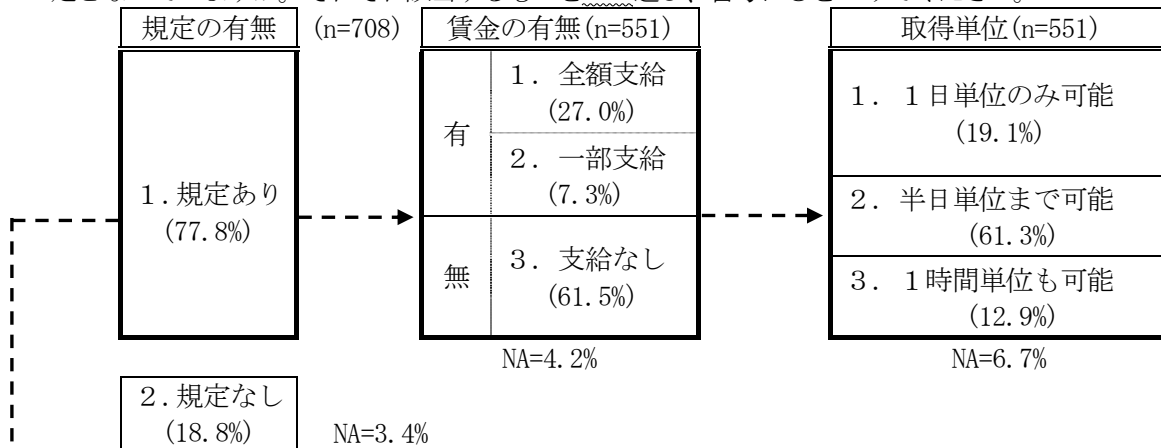 規定の有無 (n=708) 賃金の有無(n=551) 取得単位(n=551)
1.規定あり
(77.8%)
有
1. 全額支給
(27.0%)
2. 一部支給
(7.3%)
無
3. 支給なし
(61.5%)
NA=4.2%
1. 1日単位のみ可能
(19.1%)
2. 半日単位まで可能
(61.3%)
3. 1時間単位も可能
(12.9%)
NA=6.7%
2.規定なし
(18.8%) NA=3.4%